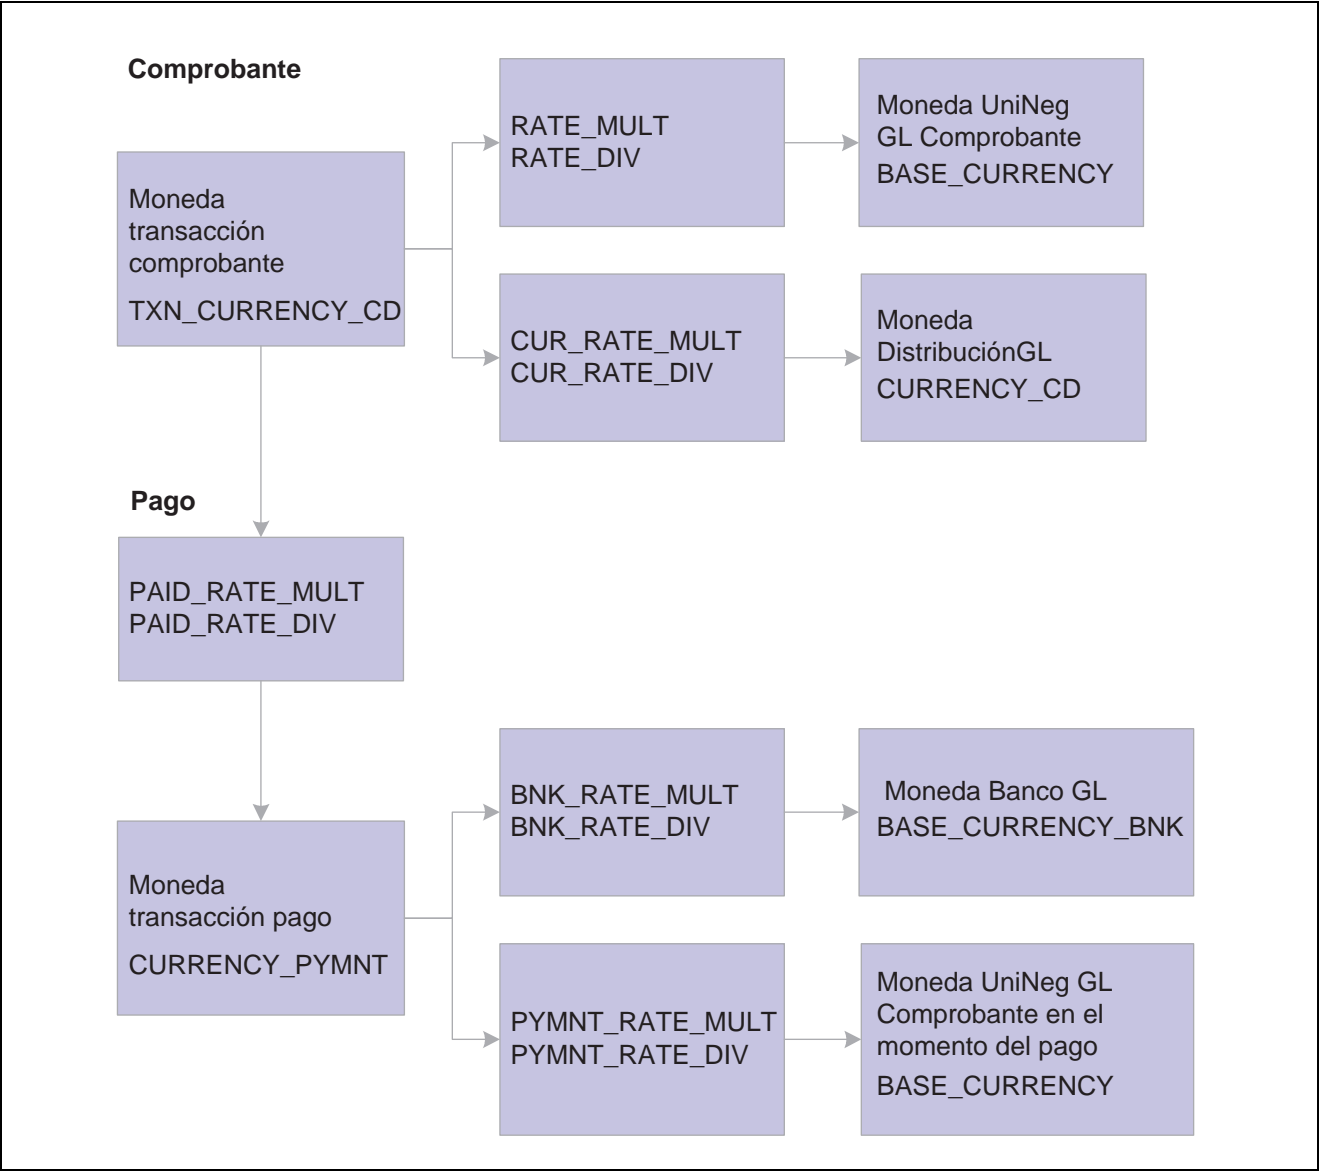 Comprobante
Moneda
transacción
comprobante
TXN_CURRENCY_CD
RATE_MULT
RATE_DIV
Moneda UniNeg
GL Comprobante
BASE_CURRENCY
CUR_RATE_MULT
CUR_RATE_DIV
Moneda
DistribuciónGL
CURRENCY_CD
Pago
PAID_RATE_MULT
PAID_RATE_DIV
Moneda
transacción pago
CURRENCY_PYMNT
BNK_RATE_MULT
BNK_RATE_DIV
Moneda Banco GL
BASE_CURRENCY_BNK
PYMNT_RATE_MULT
PYMNT_RATE_DIV
Moneda UniNeg GL
Comprobante en el
momento del pago
BASE_CURRENCY